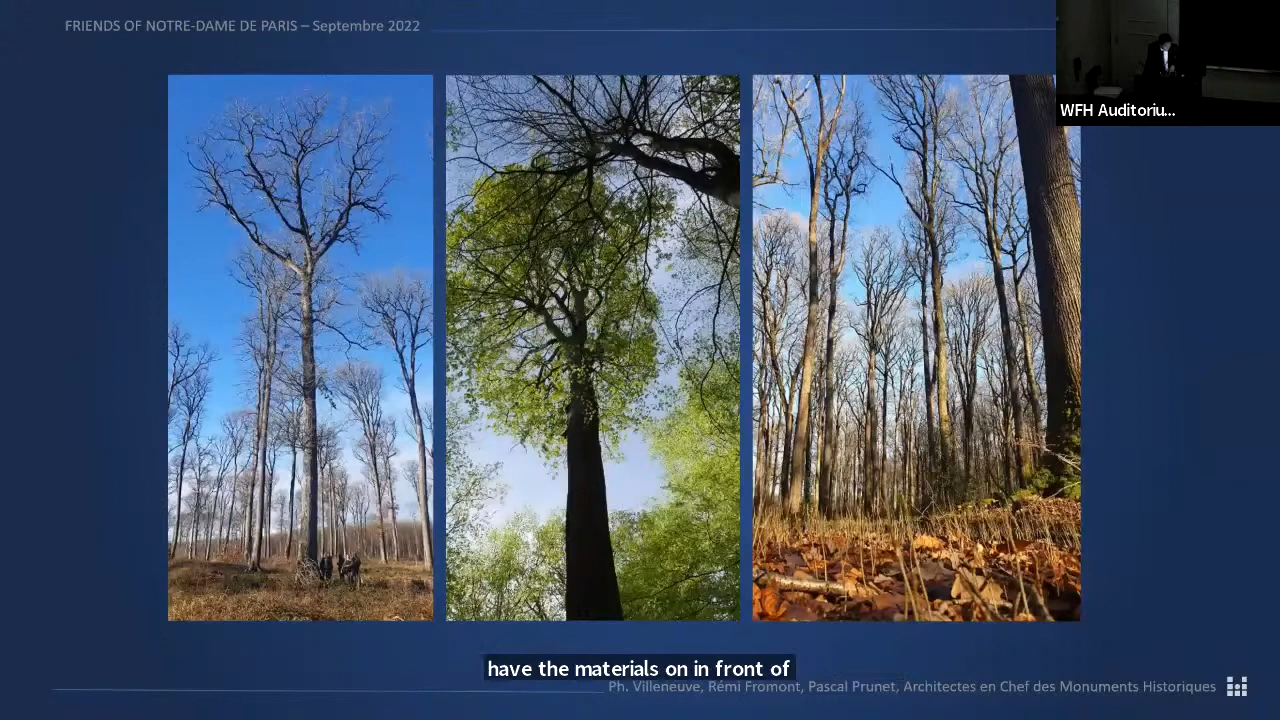 FRIENDS OF NOTRE-DAME DE PARIS – Septembre 2022
WFH Auditoriu...
have the materials on in front of
Ph. Villeneuve, Rémi Fromont, Pascal Prunet, Architectes en Chef des Monuments Historiques